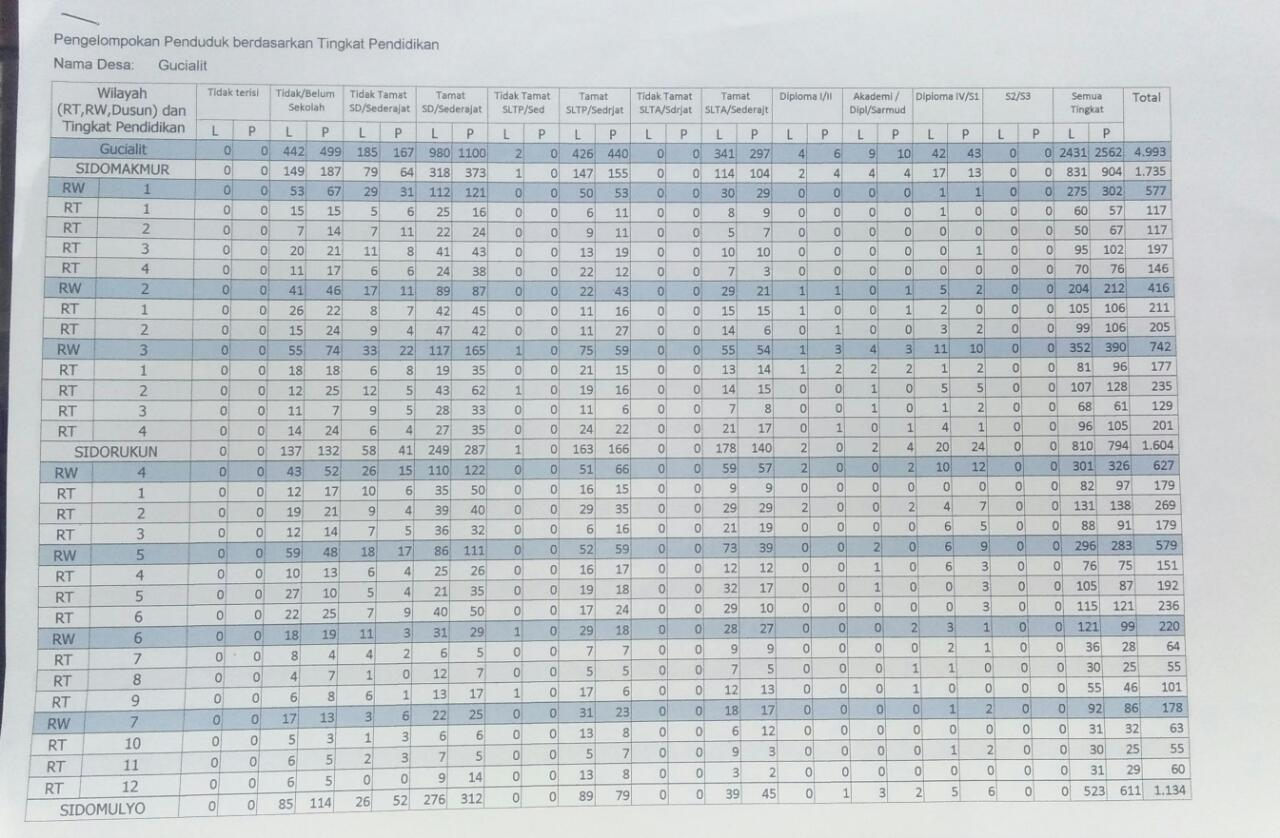 Pengelompokan Penduduk berdasarkan Tingkat Pendidikan
Nama Desa: Gucialit
Wilayah (RT,RW,Dusun) dan Tingkat Pendidikan | Tidak terisi | Tidak/Belum Sekolah | Tidak Tamat SD/Sederajat | Tamat SD/Sederajat | Tidak Tamat SLTP/Sed | Tamat SLTP/Sedrjat | Tidak Tamat SLTA/Sdrjat | Tamat SLTA/Sederajt | Diploma I/II | Akademi / Dipl/Sarmud | Diploma IV/S1 | S2/S3 | Semua Tingkat | Total
L P L P L P L P L P L P L P L P L P L P L P L P L P
Gucialit 0 0 442 499 185 167 980 1100 2 0 426 440 0 0 341 297 4 6 9 10 42 43 0 0 2431 2562 4.993
SIDOMAKMUR 0 0 149 187 79 64 318 373 1 0 147 155 0 0 114 104 2 4 4 4 17 13 0 0 831 904 1.735
RW 1 0 0 53 67 29 31 112 121 0 0 50 53 0 0 30 29 0 0 0 0 1 1 0 0 275 302 577
RT 1 0 0 15 15 5 6 25 16 0 0 6 11 0 0 8 9 0 0 0 0 1 0 0 0 60 57 117
RT 2 0 0 7 14 7 11 22 24 0 0 9 11 0 0 5 7 0 0 0 0 0 0 0 0 50 67 117
RT 3 0 0 20 21 11 8 41 43 0 0 13 19 0 0 10 10 0 0 0 0 0 1 0 0 95 102 197
RT 4 0 0 11 17 6 6 24 38 0 0 22 12 0 0 7 3 0 0 0 0 0 0 0 0 70 76 146
RW 2 0 0 41 46 17 11 89 87 0 0 22 43 0 0 29 21 1 1 0 1 5 2 0 0 204 212 416
RT 1 0 0 26 22 8 7 42 45 0 0 11 16 0 0 15 15 1 0 0 1 2 0 0 0 105 106 211
RT 2 0 0 15 24 9 4 47 42 0 0 11 27 0 0 14 6 0 1 0 0 3 2 0 0 99 106 205
RW 3 0 0 55 74 33 22 117 165 1 0 75 59 0 0 55 54 1 3 4 3 11 10 0 0 352 390 742
RT 1 0 0 18 18 6 8 19 35 0 0 21 15 0 0 13 14 1 2 2 2 1 2 0 0 81 96 177
RT 2 0 0 12 25 12 5 43 62 1 0 19 16 0 0 14 15 0 0 1 0 5 5 0 0 107 128 235
RT 3 0 0 11 7 9 5 28 33 0 0 11 6 0 0 7 8 0 0 1 0 1 2 0 0 68 61 129
RT 4 0 0 14 24 6 4 27 35 0 0 24 22 0 0 21 17 0 1 0 1 4 1 0 0 96 105 201
SIDORUKUN 0 0 137 132 58 41 249 287 1 0 163 166 0 0 178 140 2 0 2 4 20 24 0 0 810 794 1.604
RW 4 0 0 43 52 26 15 110 122 0 0 51 66 0 0 59 57 2 0 0 2 10 12 0 0 301 326 627
RT 1 0 0 12 17 10 6 35 50 0 0 16 15 0 0 9 9 0 0 0 0 0 0 0 0 82 97 179
RT 2 0 0 19 21 9 4 39 40 0 0 29 35 0 0 29 29 2 0 0 2 4 7 0 0 131 138 269
RT 3 0 0 12 14 7 5 36 32 0 0 6 16 0 0 21 19 0 0 0 0 6 5 0 0 88 91 179
RW 5 0 0 59 48 18 17 86 111 0 0 52 59 0 0 73 39 0 0 2 0 6 9 0 0 296 283 579
RT 4 0 0 10 13 6 4 25 26 0 0 16 17 0 0 12 12 0 0 1 0 6 3 0 0 76 75 151
RT 5 0 0 27 10 5 4 21 35 0 0 19 18 0 0 32 17 0 0 1 0 0 3 0 0 105 87 192
RT 6 0 0 22 25 7 9 40 50 0 0 17 24 0 0 29 10 0 0 0 0 0 3 0 0 115 121 236
RW 6 0 0 18 19 11 3 31 29 1 0 29 18 0 0 28 27 0 0 0 2 3 1 0 0 121 99 220
RT 7 0 0 8 4 4 2 6 5 0 0 7 7 0 0 9 9 0 0 0 0 2 1 0 0 36 28 64
RT 8 0 0 4 7 1 0 12 7 0 0 5 5 0 0 7 5 0 0 0 1 1 0 0 0 30 25 55
RT 9 0 0 6 8 6 1 13 17 1 0 17 6 0 0 12 13 0 0 0 1 0 0 0 0 55 46 101
RW 7 0 0 17 13 3 6 22 25 0 0 31 23 0 0 18 17 0 0 0 0 1 2 0 0 92 86 178
RT 10 0 0 5 3 1 3 6 6 0 0 13 8 0 0 6 12 0 0 0 0 0 0 0 0 31 32 63
RT 11 0 0 6 5 2 3 7 5 0 0 5 7 0 0 9 3 0 0 0 0 1 2 0 0 30 25 55
RT 12 0 0 6 5 0 0 9 14 0 0 13 8 0 0 3 2 0 0 0 0 0 0 0 0 31 29 60
SIDOMULYO 0 0 85 114 26 52 276 312 0 0 89 79 0 0 39 45 0 1 3 2 5 6 0 0 523 611 1.134